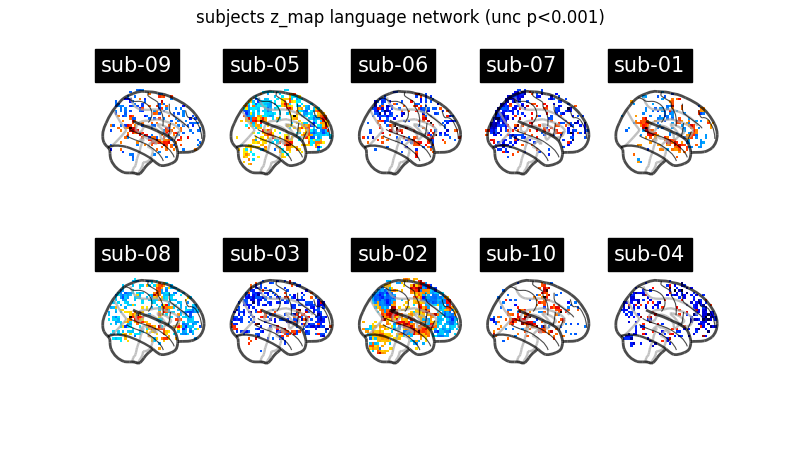 subjects z_map language network (unc p<0.001)
sub-09 sub-05 sub-06 sub-07 sub-01
sub-08 sub-03 sub-02 sub-10 sub-04